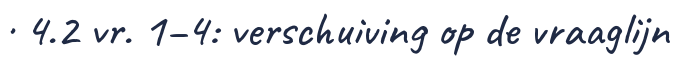 · 4.2 vr. 1–4: verschuiving op de vraaglijn